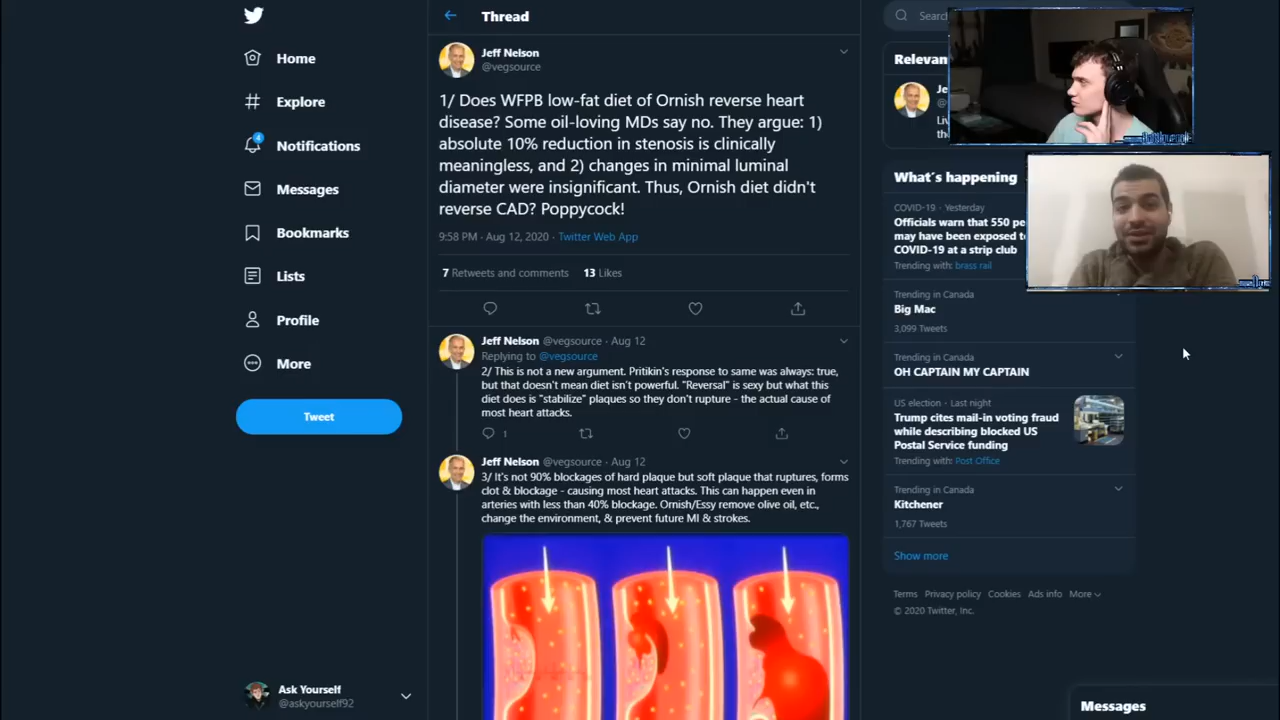 Home
Explore
4
Notifications
Messages
Bookmarks
Lists
Profile
More
Tweet
Ask Yourself
@askyourself92
Thread
Jeff Nelson
@vegsource
1/ Does WFPB low-fat diet of Ornish reverse heart
disease? Some oil-loving MDs say no. They argue: 1)
absolute 10% reduction in stenosis is clinically
meaningless, and 2) changes in minimal luminal
diameter were insignificant. Thus, Ornish diet didn't
reverse CAD? Poppycock!
9:58 PM · Aug 12, 2020 · Twitter Web App
7 Retweets and comments 13 Likes
Jeff Nelson @vegsource · Aug 12
Replying to @vegsource
2/ This is not a new argument. Pritikin's response to same was always: true,
but that doesn't mean diet isn't powerful. "Reversal" is sexy but what this
diet does is "stabilize" plaques so they don't rupture - the actual cause of
most heart attacks.
1
Jeff Nelson @vegsource · Aug 12
3/ It's not 90% blockages of hard plaque but soft plaque that ruptures, forms
clot & blockage - causing most heart attacks. This can happen even in
arteries with less than 40% blockage. Ornish/Essy remove olive oil, etc.,
change the environment, & prevent future MI & strokes.
Search
Relevan
Je
@
Liv
the
What's happening
COVID-19 · Yesterday
Officials warn that 550 pe
may have been exposed to
COVID-19 at a strip club
Trending with: brass rail
Trending in Canada
Big Mac
3,099 Tweets
Trending in Canada
OH CAPTAIN MY CAPTAIN
US election · Last night
Trump cites mail-in voting fraud
while describing blocked US
Postal Service funding
Trending with: Post Office
Trending in Canada
Kitchener
1,767 Tweets
Show more
Terms Privacy policy Cookies Ads info More
© 2020 Twitter, Inc.
Messages